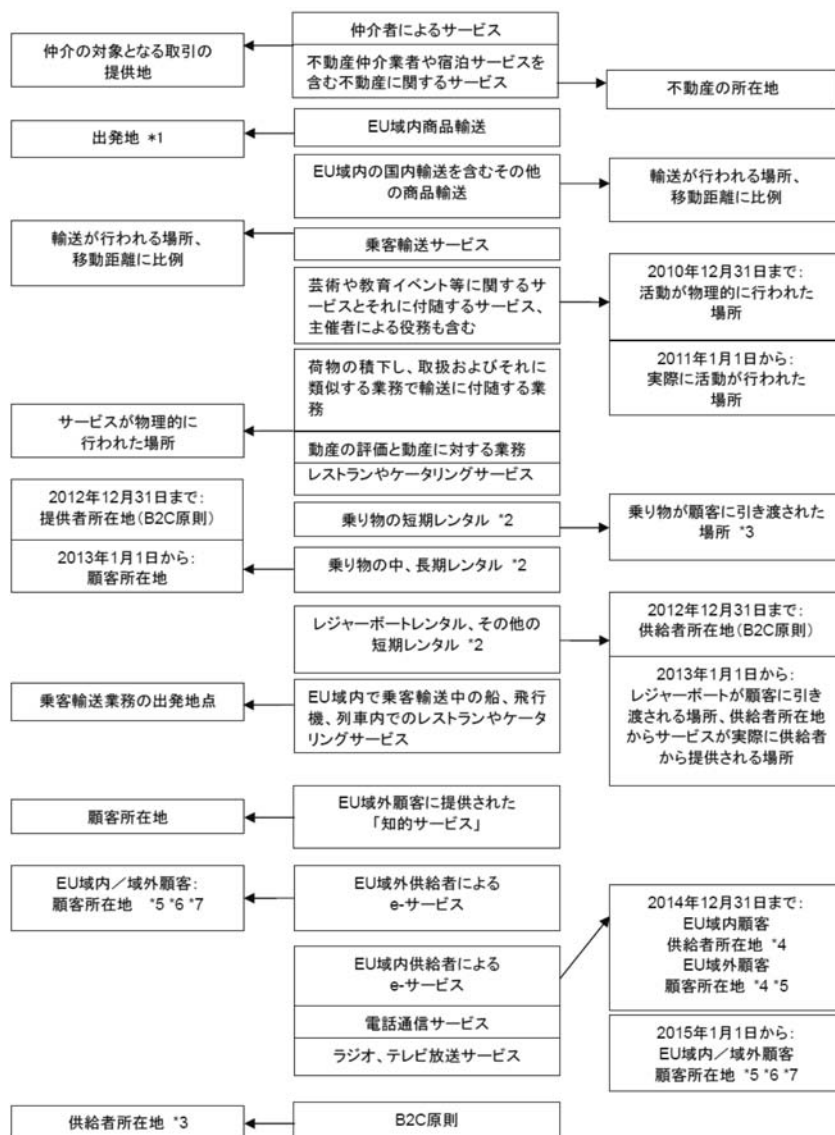 仲介者によるサービス
仲介の対象となる取引の
提供地
不動産仲介業者や宿泊サービスを
含む不動産に関するサービス
不動産の所在地
EU域内商品輸送
出発地 *1
EU域内の国内輸送を含むその他
の商品輸送
輸送が行われる場所、
移動距離に比例
輸送が行われる場所、
移動距離に比例
乗客輸送サービス
芸術や教育イベント等に関するサ
ービスとそれに付随するサービス、
主催者による役務も含む
2010年12月31日まで:
活動が物理的に行われた
場所
2011年1月1日から:
実際に活動が行われた
場所
荷物の積下し、取扱およびそれに
類似する業務で輸送に付随する業
務
サービスが物理的に
行われた場所
動産の評価と動産に対する業務
レストランやケータリングサービス
2012年12月31日まで:
提供者所在地(B2C原則)
2013年1月1日から:
顧客所在地
乗り物の短期レンタル *2
乗り物が顧客に引き渡された
場所 *3
乗り物の中、長期レンタル *2
レジャーボートレンタル、その他の
短期レンタル *2
2012年12月31日まで:
供給者所在地(B2C原則)
2013年1月1日から:
レジャーボートが顧客に引き
渡される場所、供給者所在地
からサービスが実際に供給者
から提供される場所
乗客輸送業務の出発地点
EU域内で乗客輸送中の船、飛行
機、列車内でのレストランやケータ
リングサービス
顧客所在地
EU域外顧客に提供された
「知的サービス」
EU域内／域外顧客:
顧客所在地 *5 *6 *7
EU域外供給者による
e-サービス
EU域内供給者による
e-サービス
電話通信サービス
ラジオ、テレビ放送サービス
2014年12月31日まで:
EU域内顧客
供給者所在地 *4
EU域外顧客
顧客所在地 *4 *5
2015年1月1日から:
EU域内／域外顧客
顧客所在地 *5 *6 *7
供給者所在地 *3
B2C原則